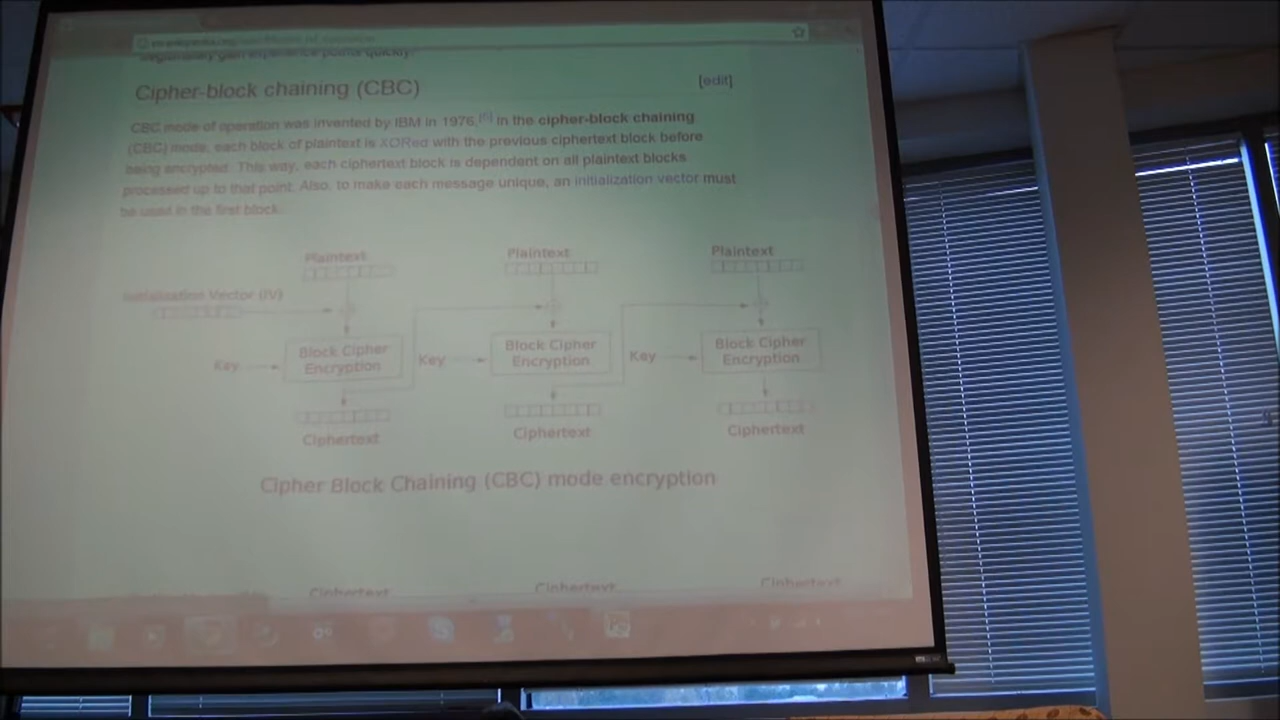 Cipher-block chaining (CBC)
[edit]
CBC mode of operation was invented by IBM in 1976. In the cipher-block chaining
(CBC) mode, each block of plaintext is XORed with the previous ciphertext block before
being encrypted. This way, each ciphertext block is dependent on all plaintext blocks
processed up to that point. Also, to make each message unique, an initialization vector must
be used in the first block.
Plaintext
Plaintext
Plaintext
Initialization Vector (IV)
Key
Block Cipher
Encryption
Key
Block Cipher
Encryption
Key
Block Cipher
Encryption
Ciphertext
Ciphertext
Ciphertext
Cipher Block Chaining (CBC) mode encryption
Ciphertext
Ciphertext
Ciphertext